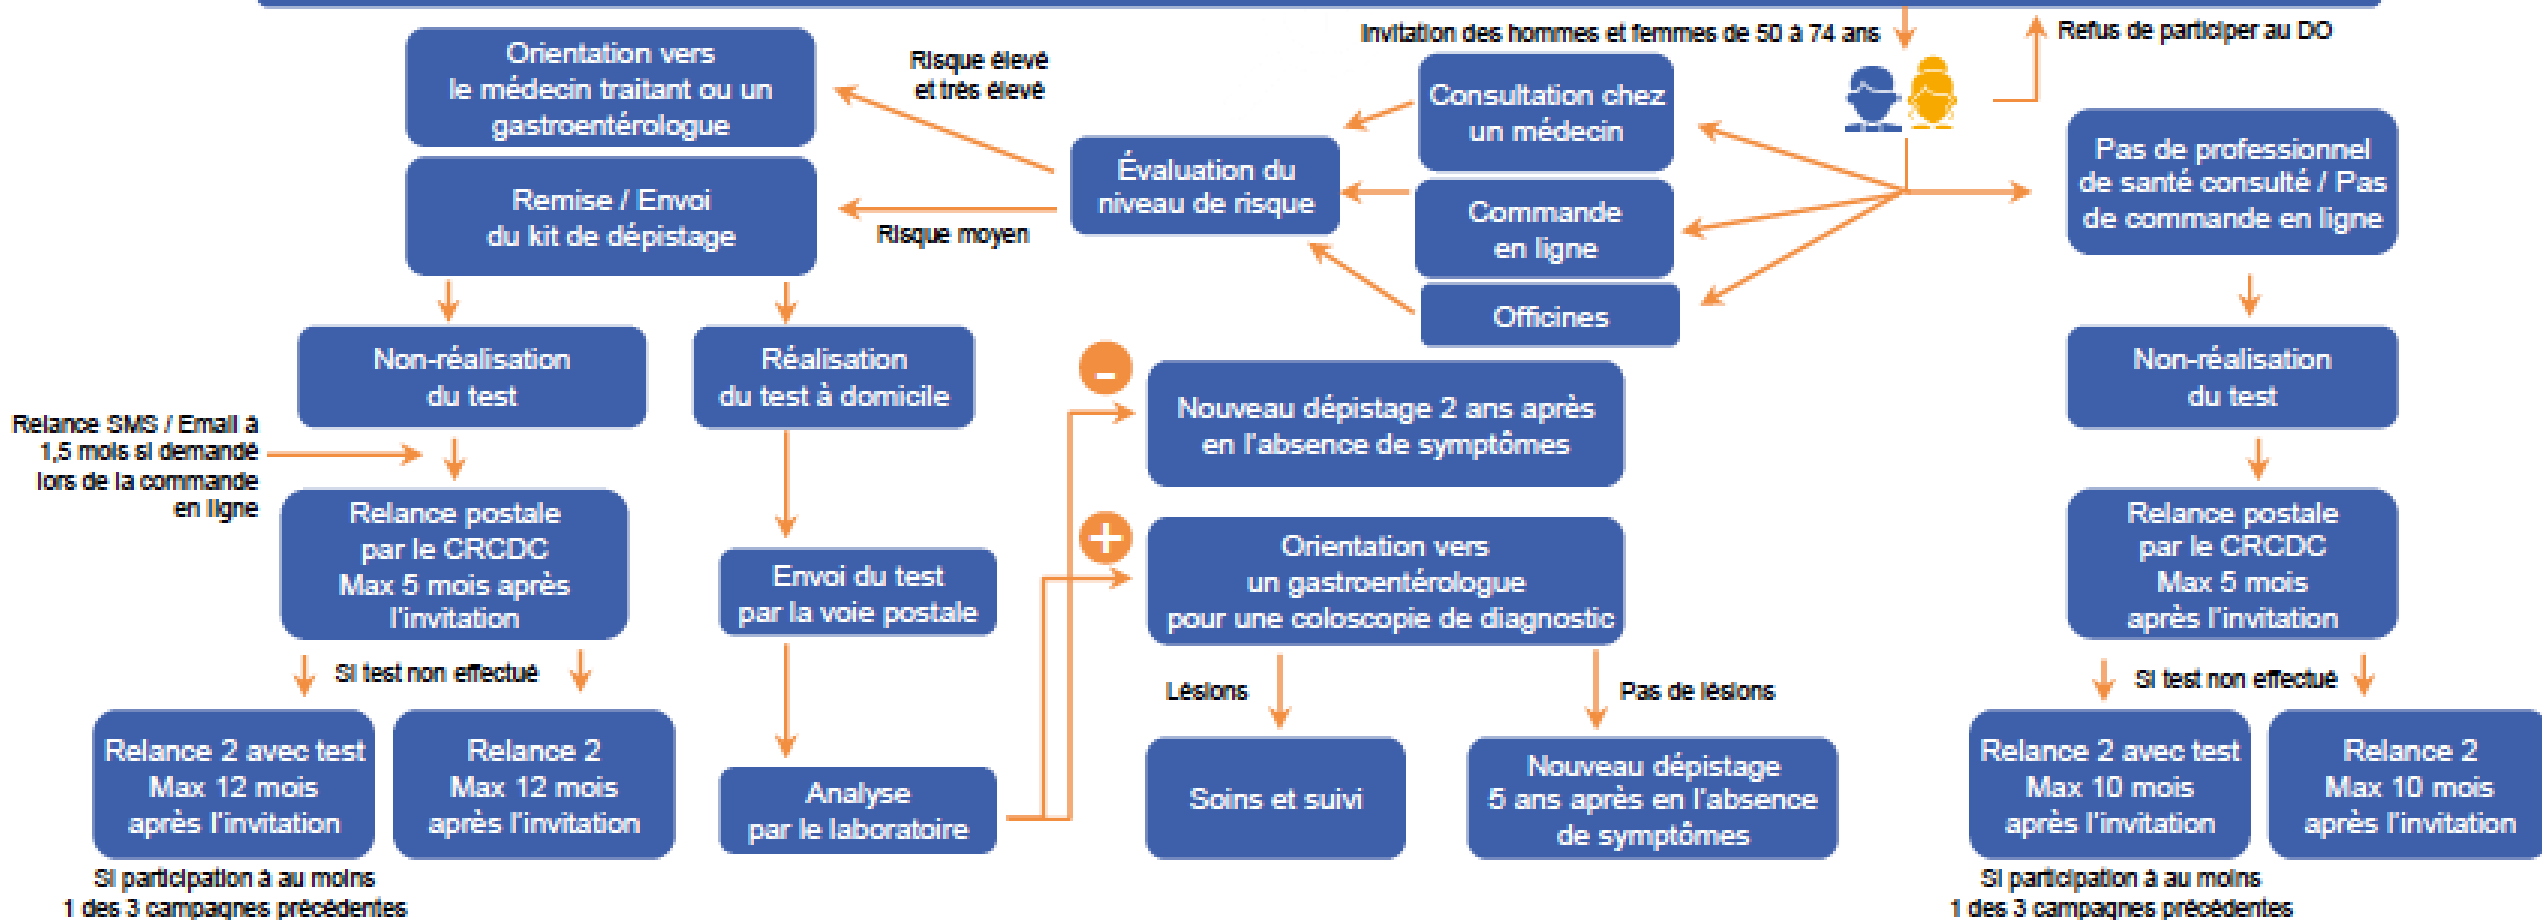 Invitation des hommes et femmes de 50 à 74 ans
Refus de participer au DO
Orientation vers
le médecin traitant ou un
gastroentérologue
Risque élevé
et très élevé
Consultation chez
un médecin
Pas de professionnel
de santé consulté / Pas
de commande en ligne
Évaluation du
niveau de risque
Remise / Envoi
du kit de dépistage
Risque moyen
Commande
en ligne
Officines
Non-réalisation
du test
Réalisation
du test à domicile
-
Nouveau dépistage 2 ans après
en l'absence de symptômes
Non-réalisation
du test
Relance SMS / Email à
1,5 mois si demandé
lors de la commande
en ligne
Relance postale
par le CRCDC
Max 5 mois après
l'invitation
Envoi du test
par la voie postale
+
Orientation vers
un gastroentérologue
pour une coloscopie de diagnostic
Relance postale
par le CRCDC
Max 5 mois
après l'invitation
Si test non effectué
Lésions
Pas de lésions
Si test non effectué
Relance 2 avec test
Max 12 mois
après l'invitation
Relance 2
Max 12 mois
après l'invitation
Analyse
par le laboratoire
Soins et suivi
Nouveau dépistage
5 ans après en l'absence
de symptômes
Relance 2 avec test
Max 10 mois
après l'invitation
Relance 2
Max 10 mois
après l'invitation
Si participation à au moins
1 des 3 campagnes précédentes
Si participation à au moins
1 des 3 campagnes précédentes